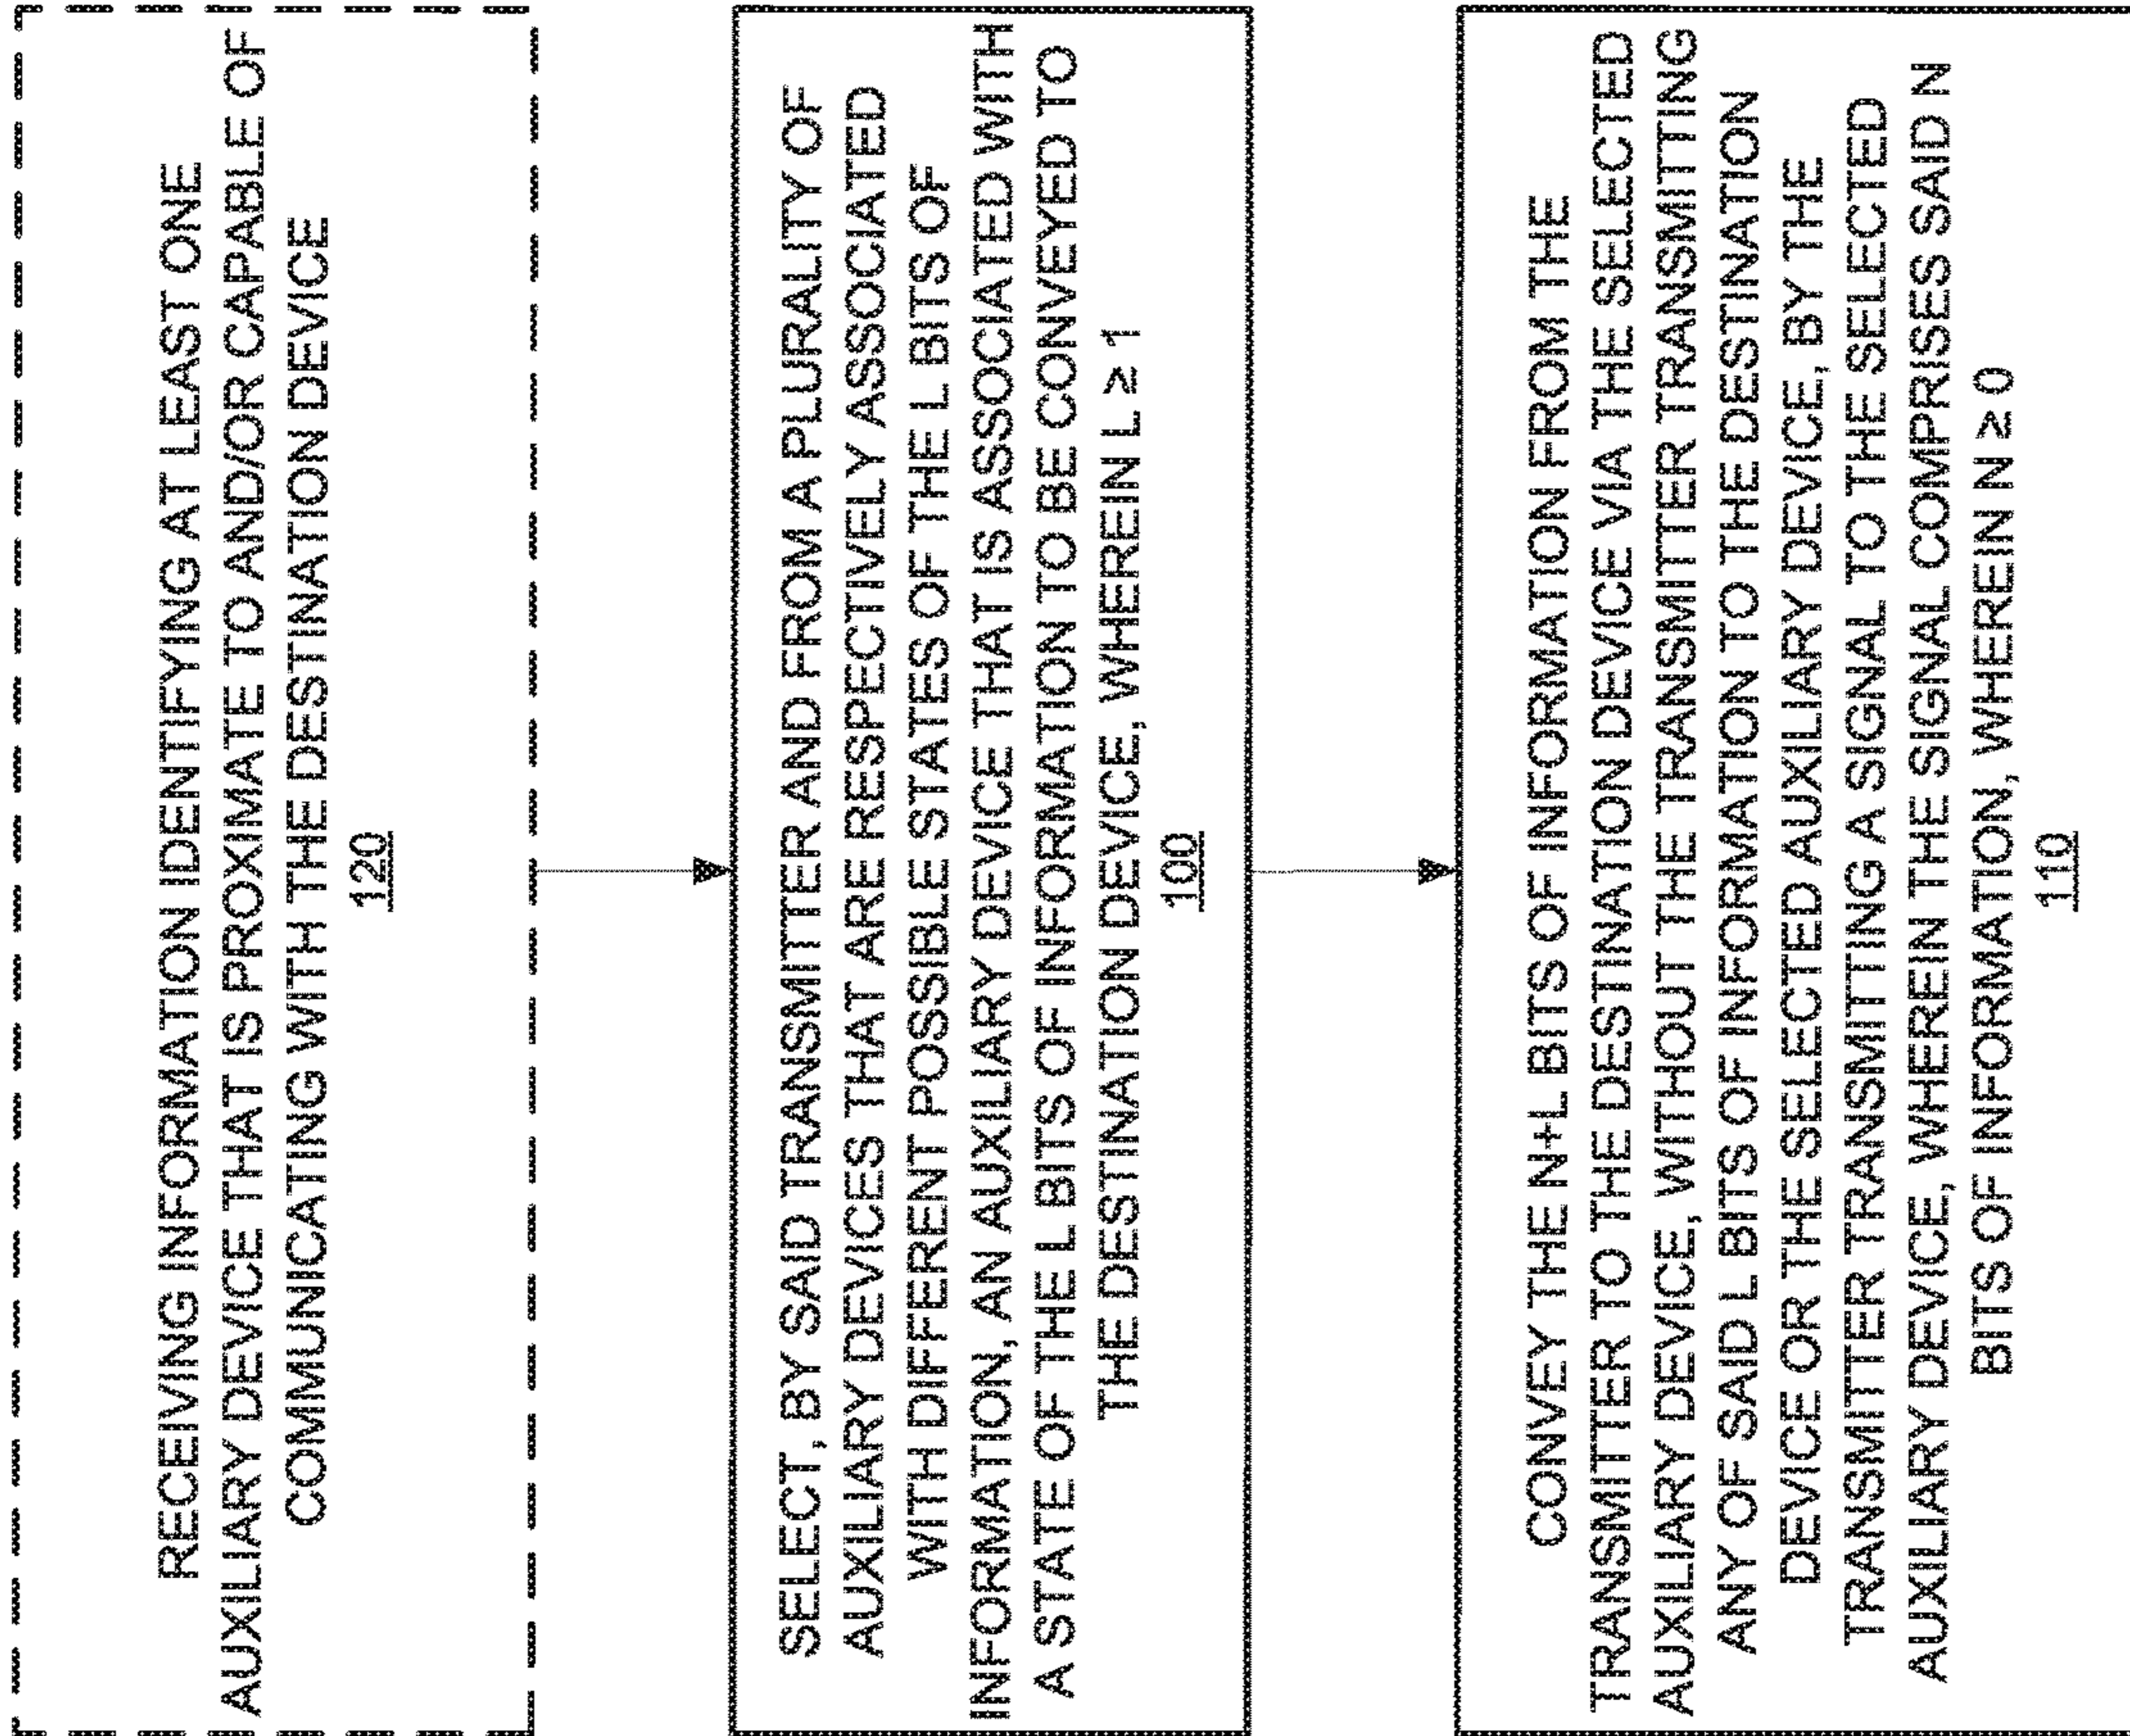 RECEIVING INFORMATION IDENTIFYING AT LEAST ONE
AUXILIARY DEVICE THAT IS PROXIMATE TO AND/OR CAPABLE OF
COMMUNICATING WITH THE DESTINATION DEVICE
120
SELECT, BY SAID TRANSMITTER AND FROM A PLURALITY OF
AUXILIARY DEVICES THAT ARE RESPECTIVELY ASSOCIATED
WITH DIFFERENT POSSIBLE STATES OF THE L BITS OF
INFORMATION, AN AUXILIARY DEVICE THAT IS ASSOCIATED WITH
A STATE OF THE L BITS OF INFORMATION TO BE CONVEYED TO
THE DESTINATION DEVICE, WHEREIN L ≥ 1
100
CONVEY THE N+L BITS OF INFORMATION FROM THE
TRANSMITTER TO THE DESTINATION DEVICE VIA THE SELECTED
AUXILIARY DEVICE, WITHOUT THE TRANSMITTER TRANSMITTING
ANY OF SAID L BITS OF INFORMATION TO THE DESTINATION
DEVICE OR THE SELECTED AUXILIARY DEVICE, BY THE
TRANSMITTER TRANSMITTING A SIGNAL TO THE SELECTED
AUXILIARY DEVICE, WHEREIN THE SIGNAL COMPRISES SAID N
BITS OF INFORMATION, WHEREIN N ≥ 0
110